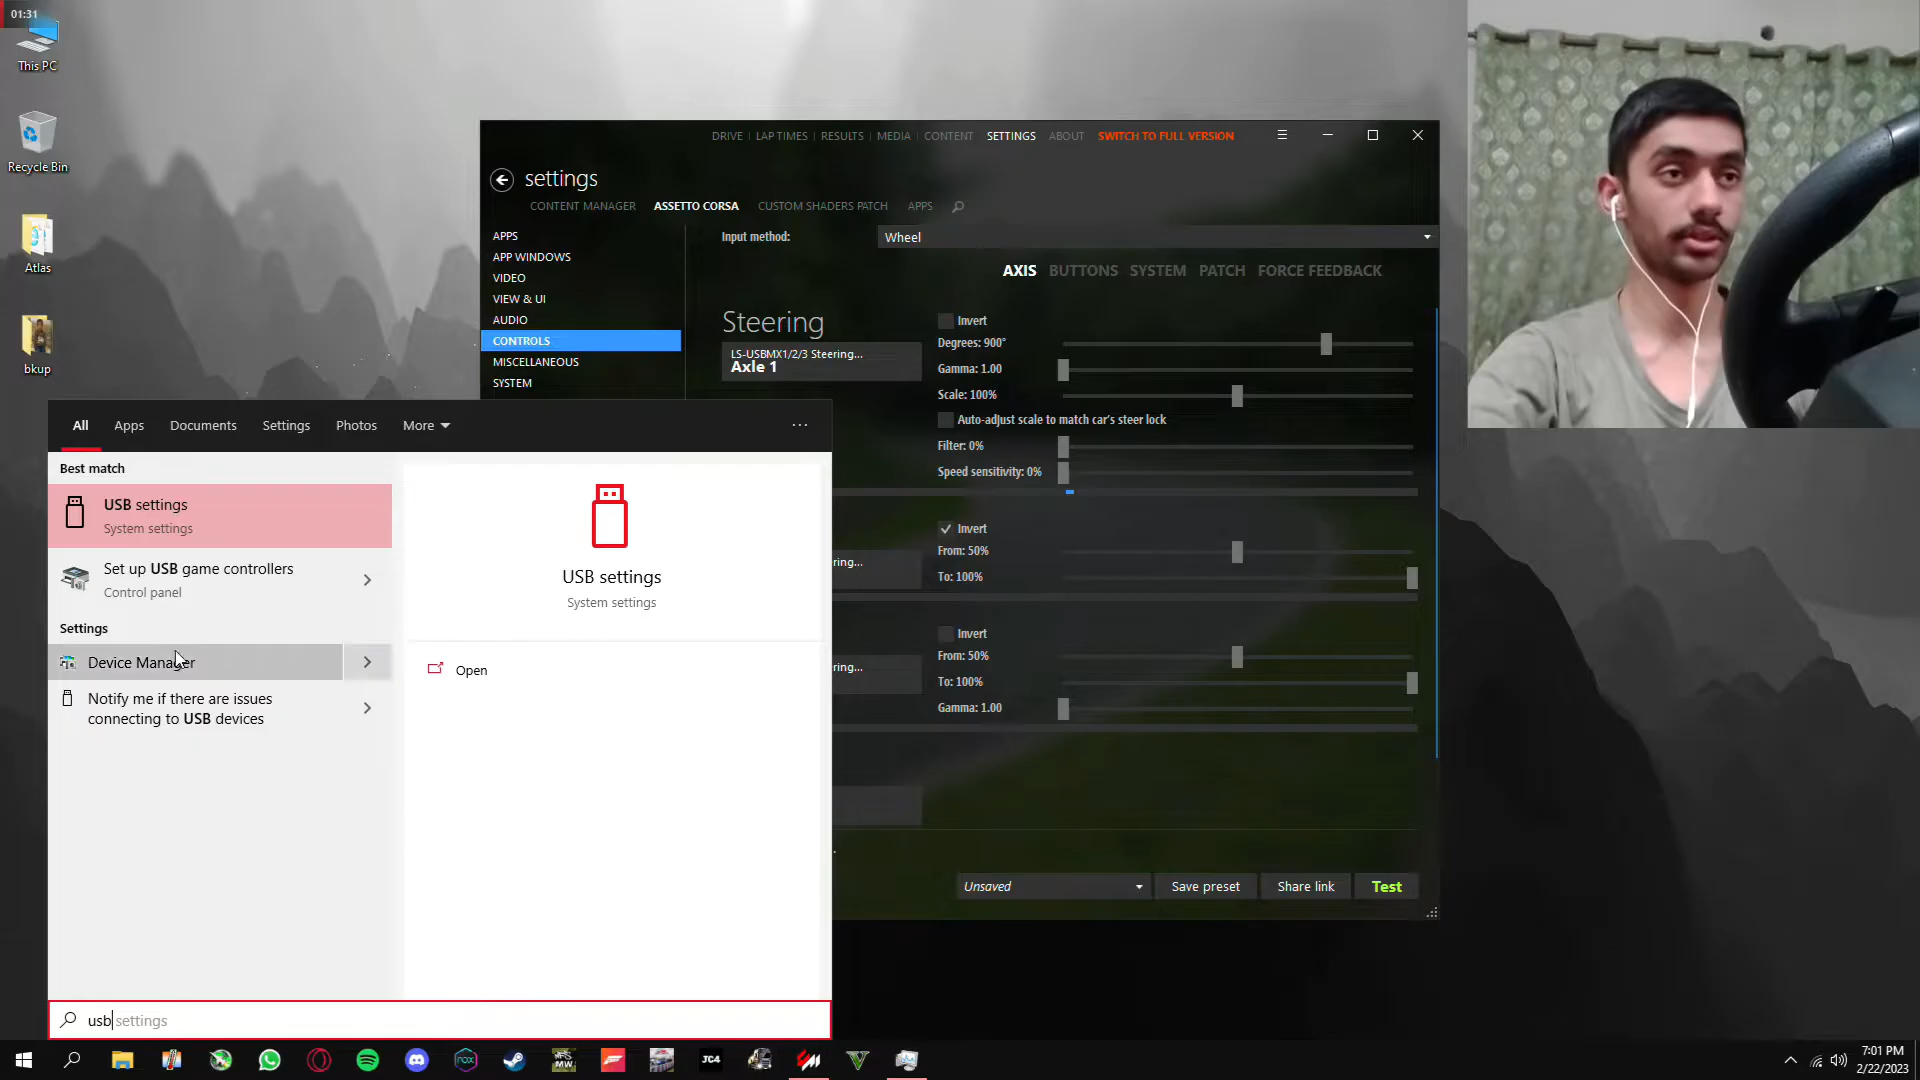 01:31
This PC
Recycle Bin
Atlas
bkup
DRIVE | LAP TIMES | RESULTS | MEDIA | CONTENT | SETTINGS | ABOUT SWITCH TO FULL VERSION
settings
CONTENT MANAGER ASSETTO CORSA CUSTOM SHADERS PATCH APPS
APPS
APP WINDOWS
VIDEO
VIEW & UI
AUDIO
CONTROLS
MISCELLANEOUS
SYSTEM
Input method: Wheel
AXIS BUTTONS SYSTEM PATCH FORCE FEEDBACK
Steering
LS-USBMX1/2/3 Steering...
Axle 1
Invert
Degrees: 900°
Gamma: 1.00
Scale: 100%
Auto-adjust scale to match car's steer lock
Filter: 0%
Speed sensitivity: 0%
ring...
Invert
From: 50%
To: 100%
ring...
Invert
From: 50%
To: 100%
Gamma: 1.00
Unsaved Save preset Share link Test
All Apps Documents Settings Photos More ...
Best match
USB settings
System settings
Set up USB game controllers
Control panel
Settings
Device Manager
Notify me if there are issues
connecting to USB devices
USB settings
System settings
Open
usb settings
NFS
MW
JC4
7:01 PM
2/22/2023